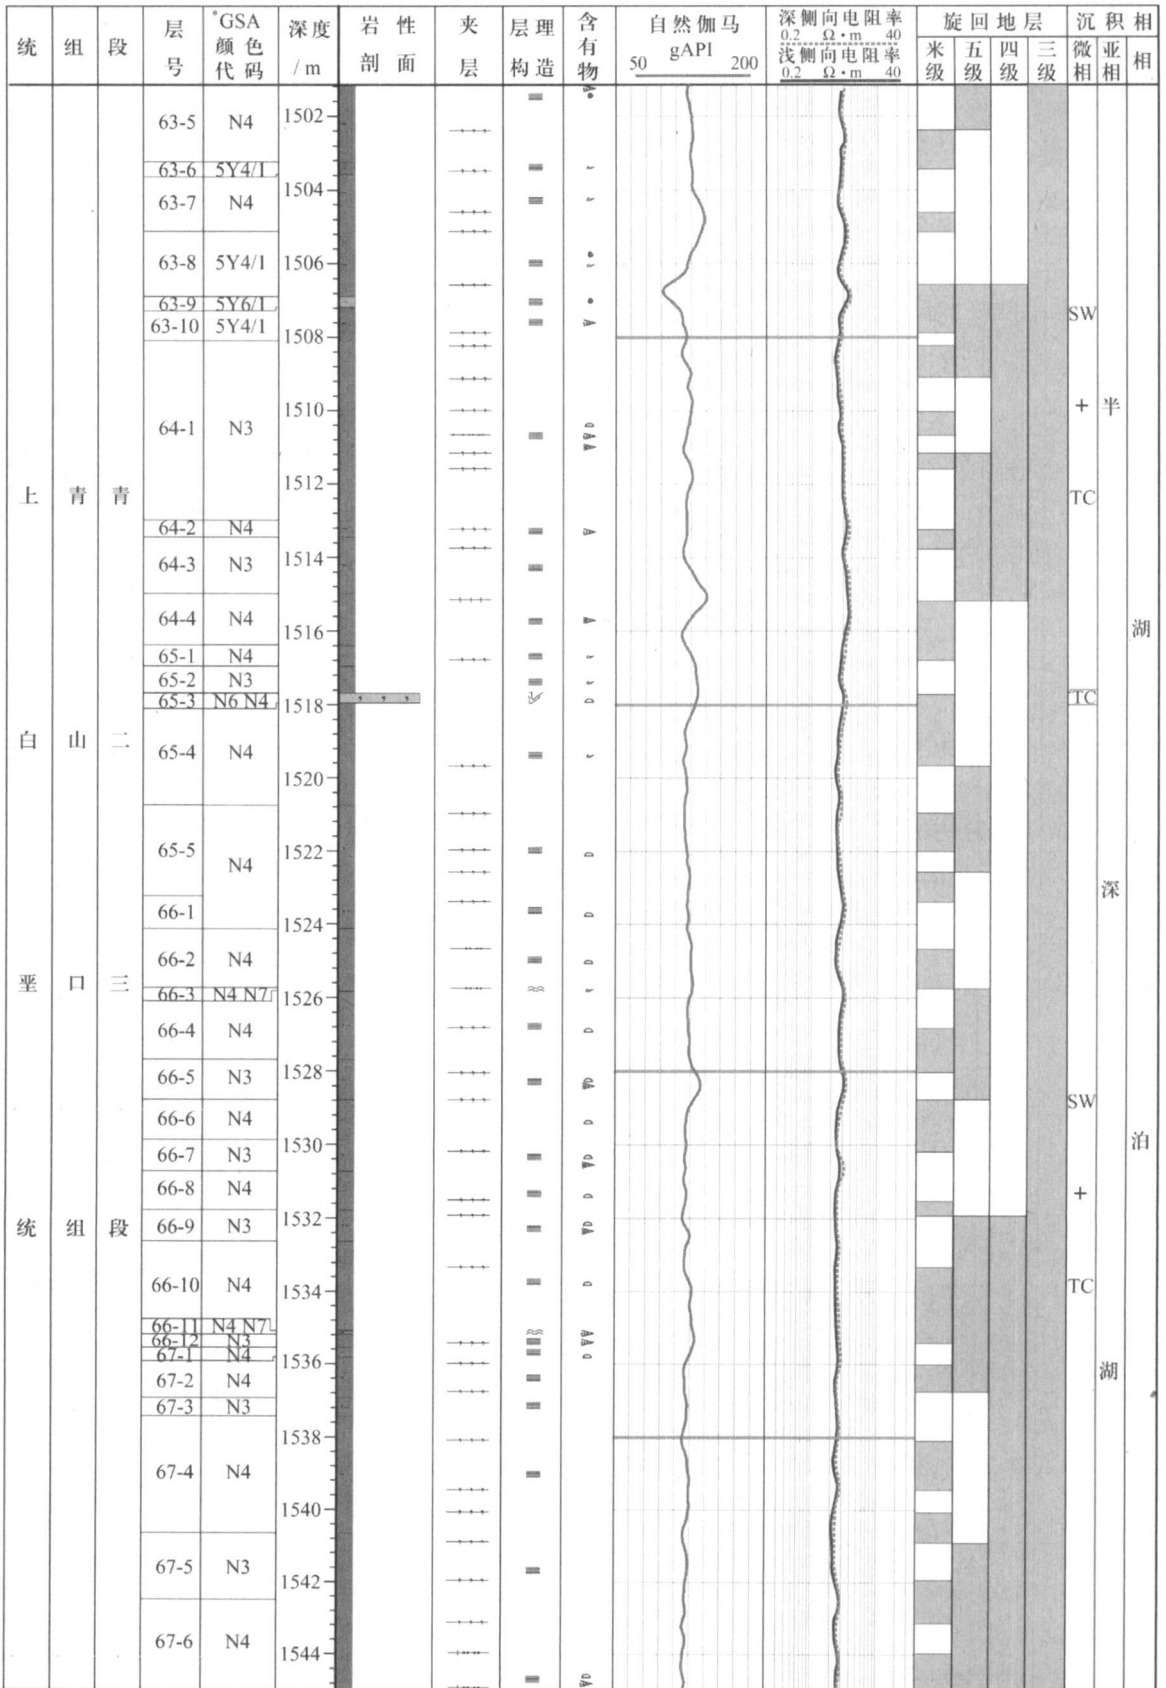 统
组
段
层号
*GSA颜色代码
深度/m
岩性剖面
夹层
层理构造
含有物
自然伽马
gAPI
50 200
深侧向电阻率
0.2 Ω·m 40
浅侧向电阻率
0.2 Ω·m 40
旋回地层
米级 五级 四级 三级
沉积相
微相 亚相 相
上白垩统
青山口组
青二三段
63-5 N4
1502
63-6 5Y4/1
1504
63-7 N4
63-8 5Y4/1 1506
63-9 5Y6/1
63-10 5Y4/1
1508
1510
64-1 N3
1512
64-2 N4
64-3 N3 1514
64-4 N4
1516
65-1 N4
65-2 N3
65-3 N6 N4 1518
65-4 N4
1520
65-5
1522
N4
66-1
1524
66-2 N4
66-3 N4 N7 1526
66-4 N4
66-5 N3 1528
66-6 N4
66-7 N3 1530
66-8 N4
66-9 N3 1532
66-10 N4 1534
66-11 N4 N7
66-12 N3
67-1 N4 1536
67-2 N4
67-3 N3
1538
67-4 N4
1540
67-5 N3
1542
67-6 N4
1544
SW
+
TC
TC
SW
+
TC
半深湖
湖泊